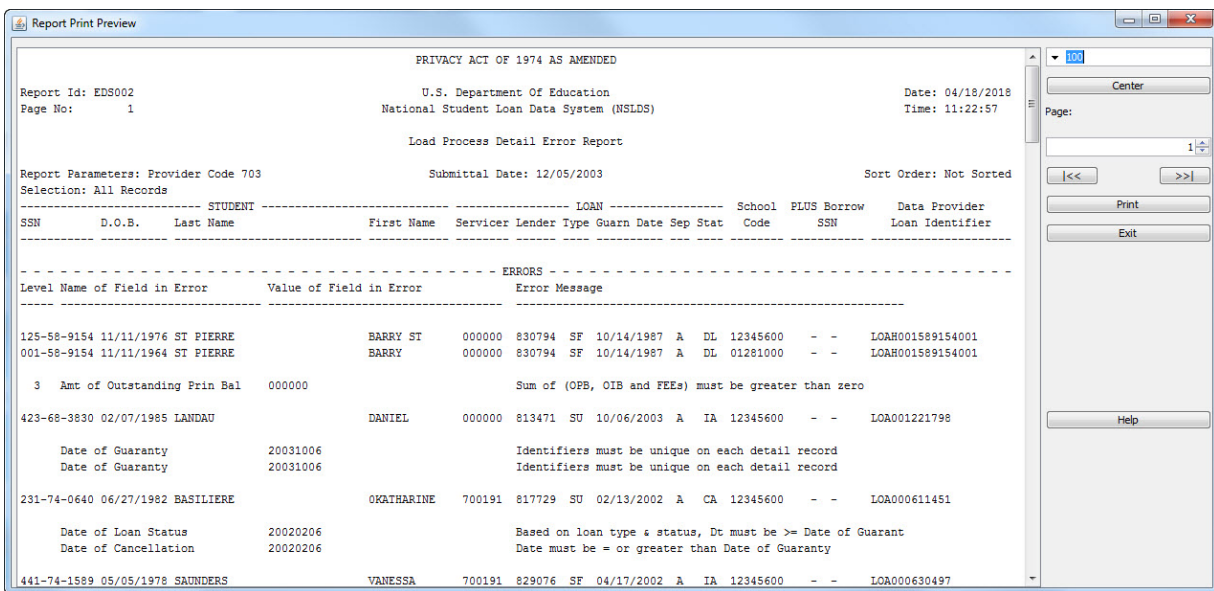 Report Print Preview
PRIVACY ACT OF 1974 AS AMENDED
Report Id: EDS002 U.S. Department Of Education Date: 04/18/2018
Page No: 1 National Student Loan Data System (NSLDS) Time: 11:22:57
Load Process Detail Error Report
Report Parameters: Provider Code 703 Submittal Date: 12/05/2003 Sort Order: Not Sorted
Selection: All Records
--------------------------- STUDENT ---------------------------- ----------------- LOAN ----------------- School PLUS Borrow Data Provider
SSN D.O.B. Last Name First Name Servicer Lender Type Guarn Date Sep Stat Code SSN Loan Identifier
- - - - - - - - - - - - - - - - - - - - - - - - - - - - - - - - - - - - ERRORS - - - - - - - - - - - - - - - - - - - - - - - - - - - - - - - - - - -
Level Name of Field in Error Value of Field in Error Error Message
125-58-9154 11/11/1976 ST PIERRE BARRY ST 000000 830794 SF 10/14/1987 A DL 12345600 - - LOAH001589154001
001-58-9154 11/11/1964 ST PIERRE BARRY 000000 830794 SF 10/14/1987 A DL 01281000 - - LOAH001589154001
3 Amt of Outstanding Prin Bal 000000 Sum of (OPB, OIB and FEEs) must be greater than zero
423-68-3830 02/07/1985 LANDAU DANIEL 000000 813471 SU 10/06/2003 A IA 12345600 - - LOA001221798
Date of Guaranty 20031006 Identifiers must be unique on each detail record
Date of Guaranty 20031006 Identifiers must be unique on each detail record
231-74-0640 06/27/1982 BASILIERE 0KATHARINE 700191 817729 SU 02/13/2002 A CA 12345600 - - LOA000611451
Date of Loan Status 20020206 Based on loan type & status, Dt must be >= Date of Guarant
Date of Cancellation 20020206 Date must be = or greater than Date of Guaranty
441-74-1589 05/05/1978 SAUNDERS VANESSA 700191 829076 SF 04/17/2002 A IA 12345600 - - LOA000630497
100
Center
Page:
1
|<< >>|
Print
Exit
Help